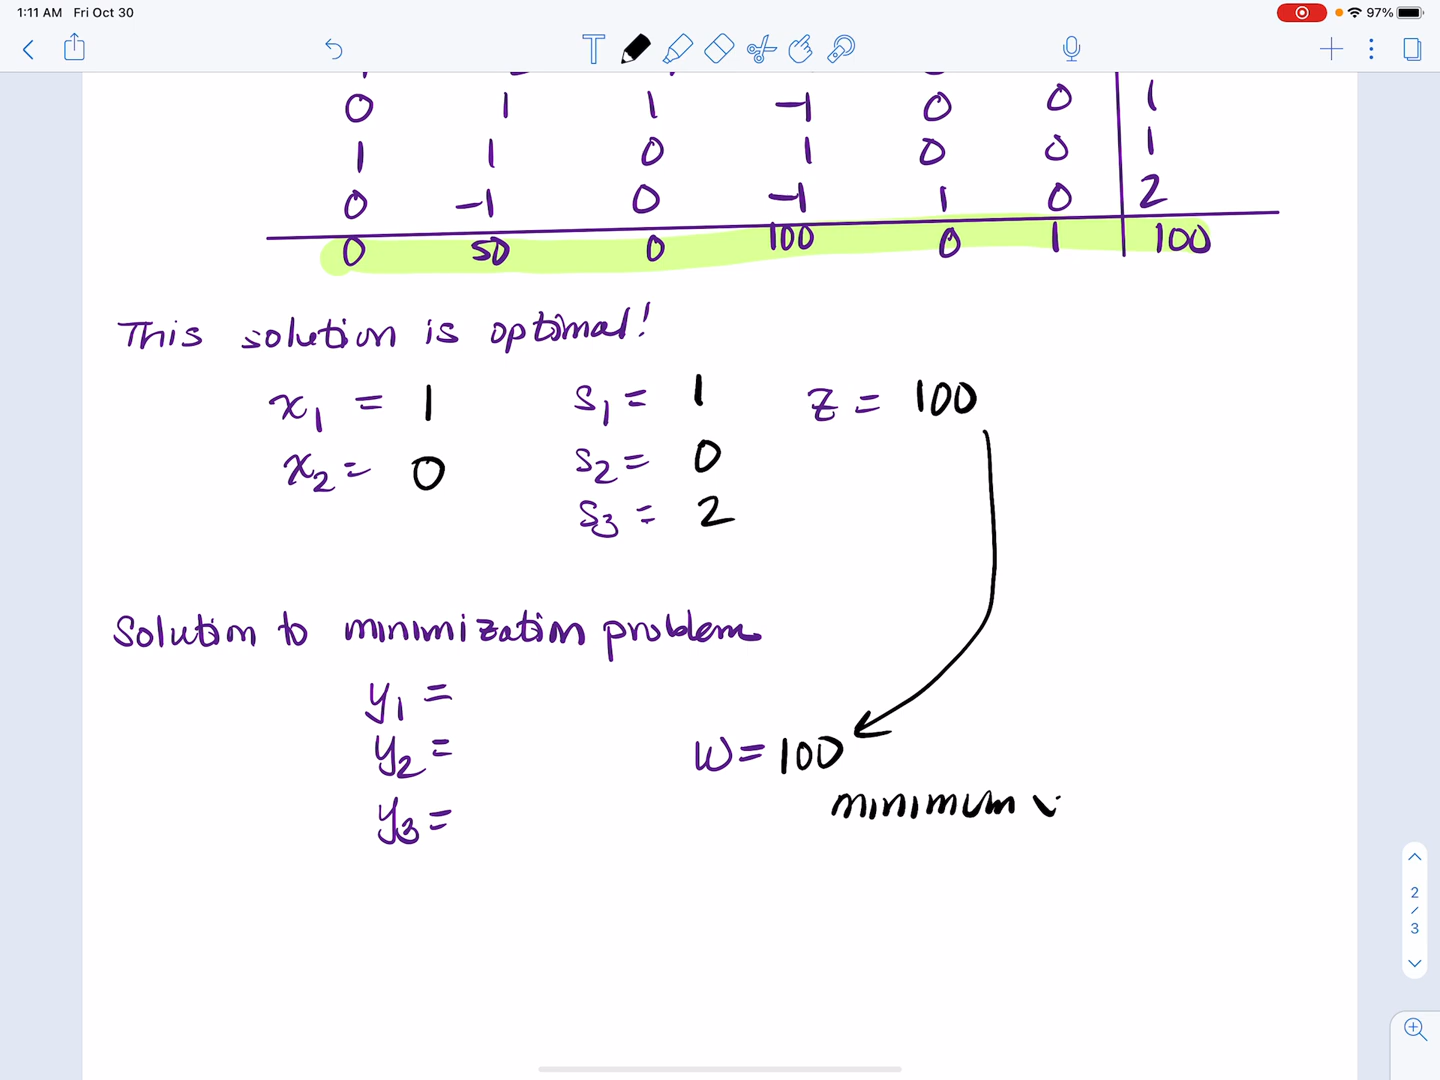 1:11 AM Fri Oct 30
97%
T
0 1 1 -1 0 0 1
1 1 0 1 0 0 1
0 -1 0 -1 1 0 2
0 50 0 100 0 1 100
This solution is optimal!
x1 = 1 s1 = 1 z = 100
x2 = 0 s2 = 0
s3 = 2
Solution to minimization problem
y1 =
y2 = w = 100
y3 =
minimum
2
/
3